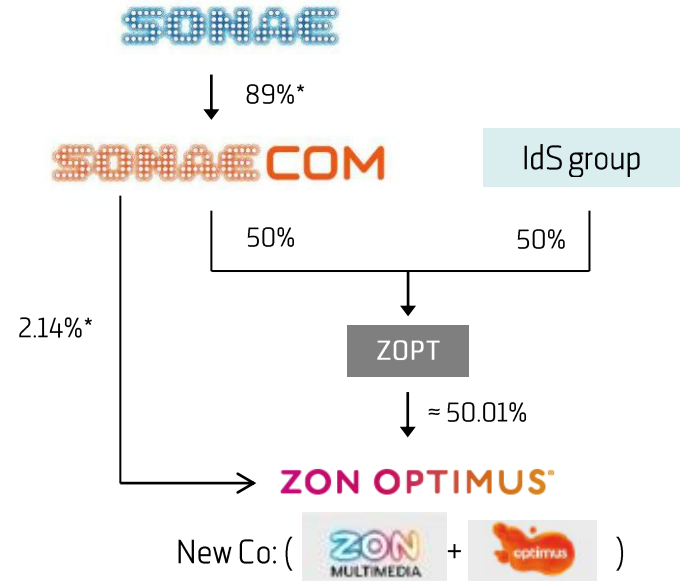 SONAE
89%*
SONAECOM
IdS group
50%
50%
2.14%*
ZOPT
≈ 50.01%
ZON OPTIMUS
New Co: ( ZON MULTIMEDIA + optimus )